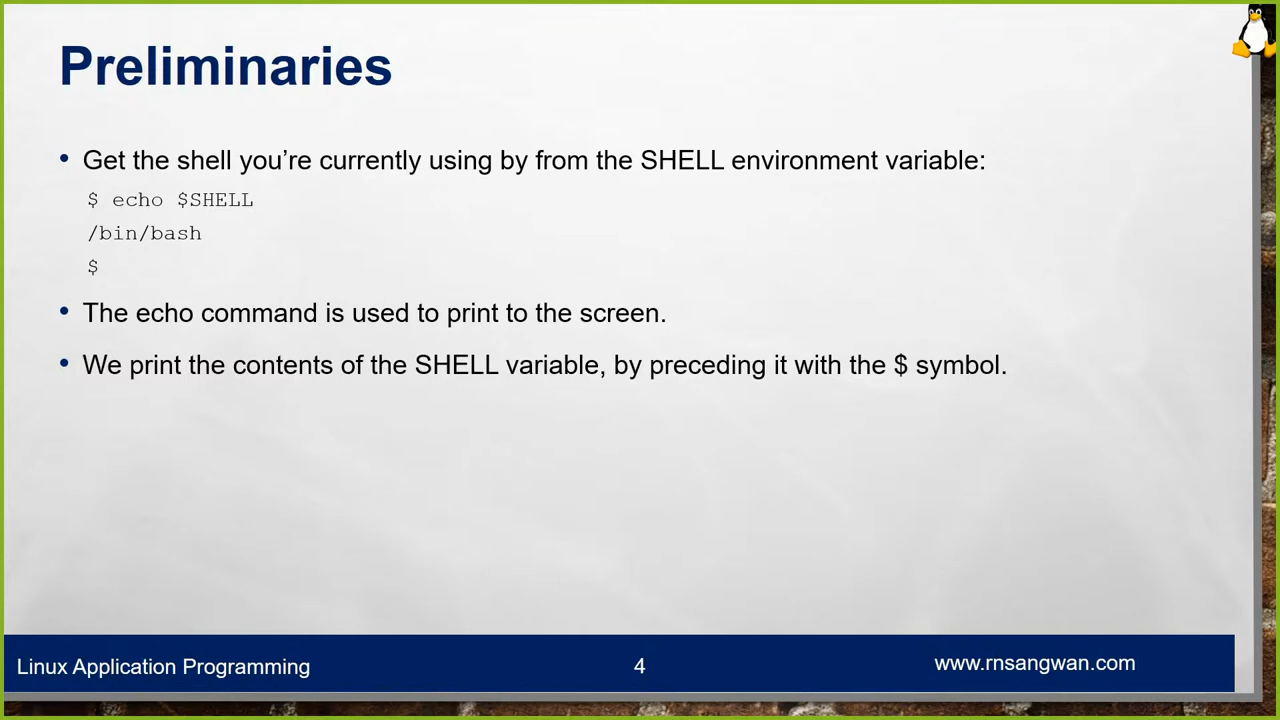 Preliminaries
• Get the shell you’re currently using by from the SHELL environment variable:
$ echo $SHELL
/bin/bash
$
• The echo command is used to print to the screen.
• We print the contents of the SHELL variable, by preceding it with the $ symbol.
Linux Application Programming
4
www.rnsangwan.com